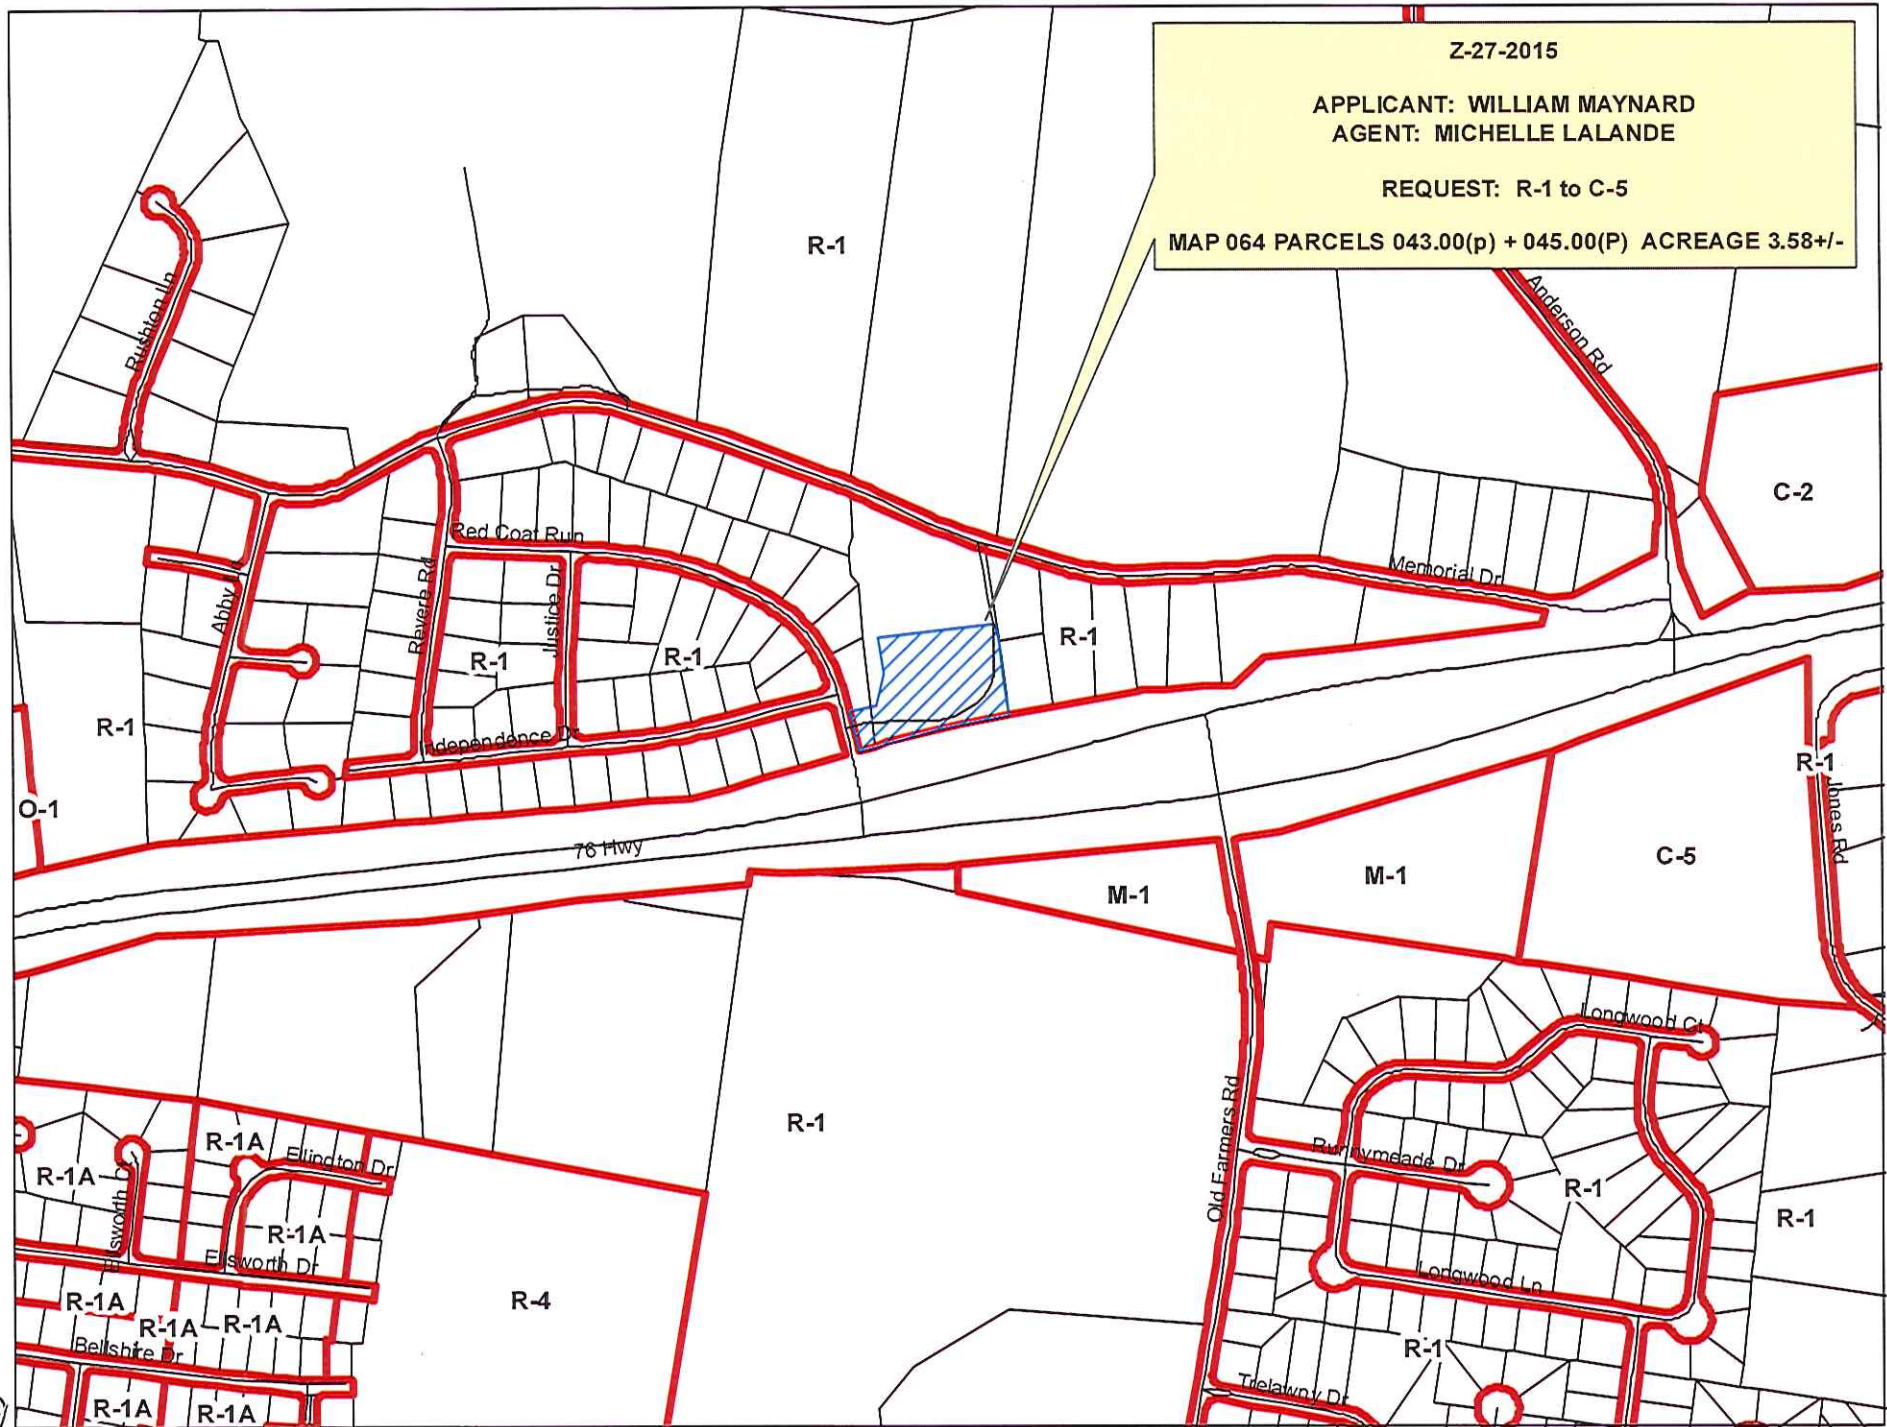 Z-27-2015
APPLICANT: WILLIAM MAYNARD
AGENT: MICHELLE LALANDE
REQUEST: R-1 to C-5
MAP 064 PARCELS 043.00(p) + 045.00(P) ACREAGE 3.58+/-
R-1
Rushton Ln
Anderson Rd
C-2
Red Coat Run
Memorial Dr
Abby Ln
Revere Rd
Justice Dr
R-1
R-1
R-1
R-1
Independence Dr
O-1
76 Hwy
R-1
Jones Rd
C-5
M-1
M-1
Longwood Ct
R-1
Old Farmers Rd
Runnymeade Dr
R-1
R-1
R-1A
Ellington Dr
R-1A
Ellsworth Ct
R-1A
Ellsworth Dr
R-4
Longwood Ln
R-1A
R-1A
R-1A
Bellshire Dr
R-1
Trelawny Dr
R-1A
R-1A